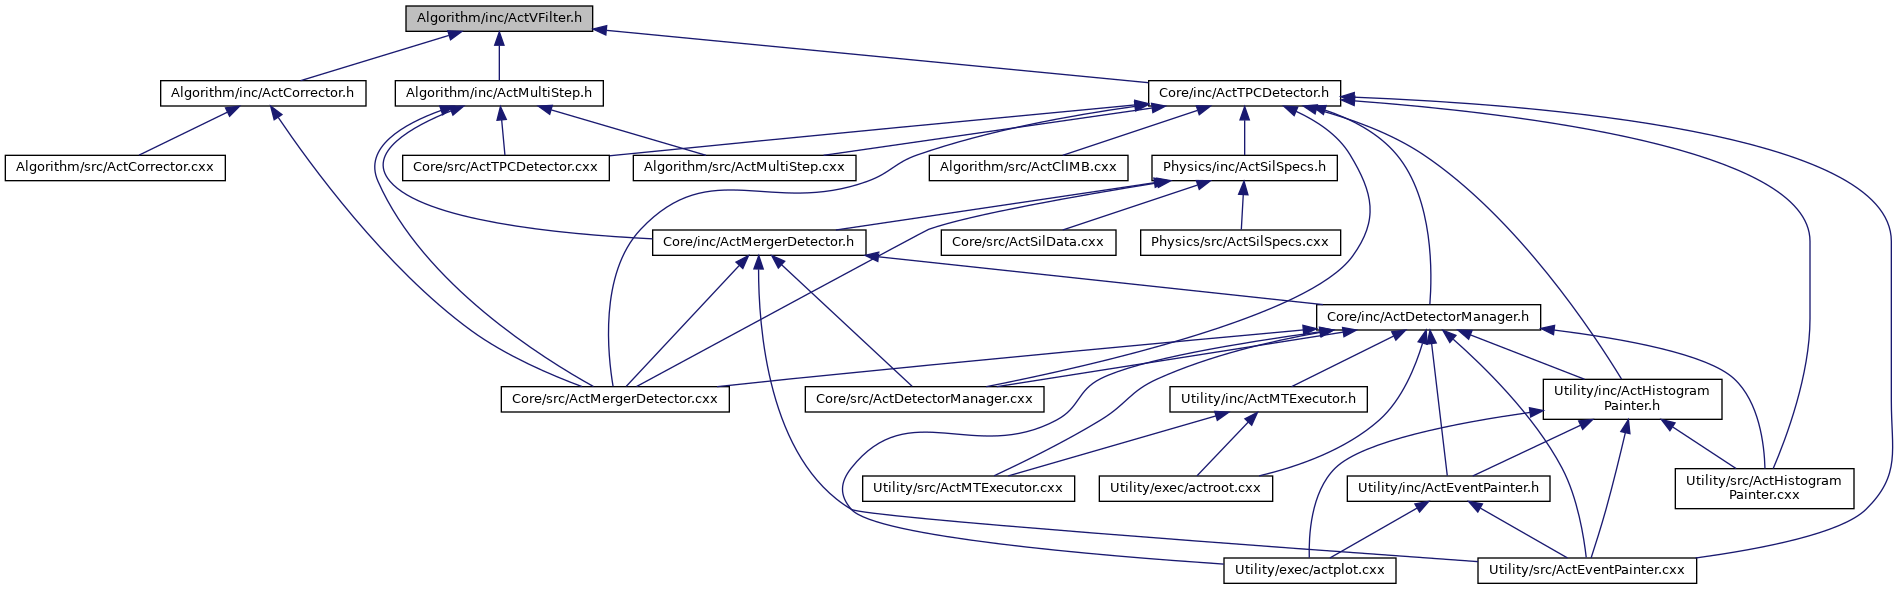 Algorithm/inc/ActVFilter.h
Algorithm/inc/ActCorrector.h
Algorithm/inc/ActMultiStep.h
Core/inc/ActTPCDetector.h
Algorithm/src/ActCorrector.cxx
Core/src/ActTPCDetector.cxx
Algorithm/src/ActMultiStep.cxx
Algorithm/src/ActClIMB.cxx
Physics/inc/ActSilSpecs.h
Core/inc/ActMergerDetector.h
Core/src/ActSilData.cxx
Physics/src/ActSilSpecs.cxx
Core/inc/ActDetectorManager.h
Core/src/ActMergerDetector.cxx
Core/src/ActDetectorManager.cxx
Utility/inc/ActMTExecutor.h
Utility/inc/ActHistogram
Painter.h
Utility/src/ActMTExecutor.cxx
Utility/exec/actroot.cxx
Utility/inc/ActEventPainter.h
Utility/src/ActHistogram
Painter.cxx
Utility/exec/actplot.cxx
Utility/src/ActEventPainter.cxx